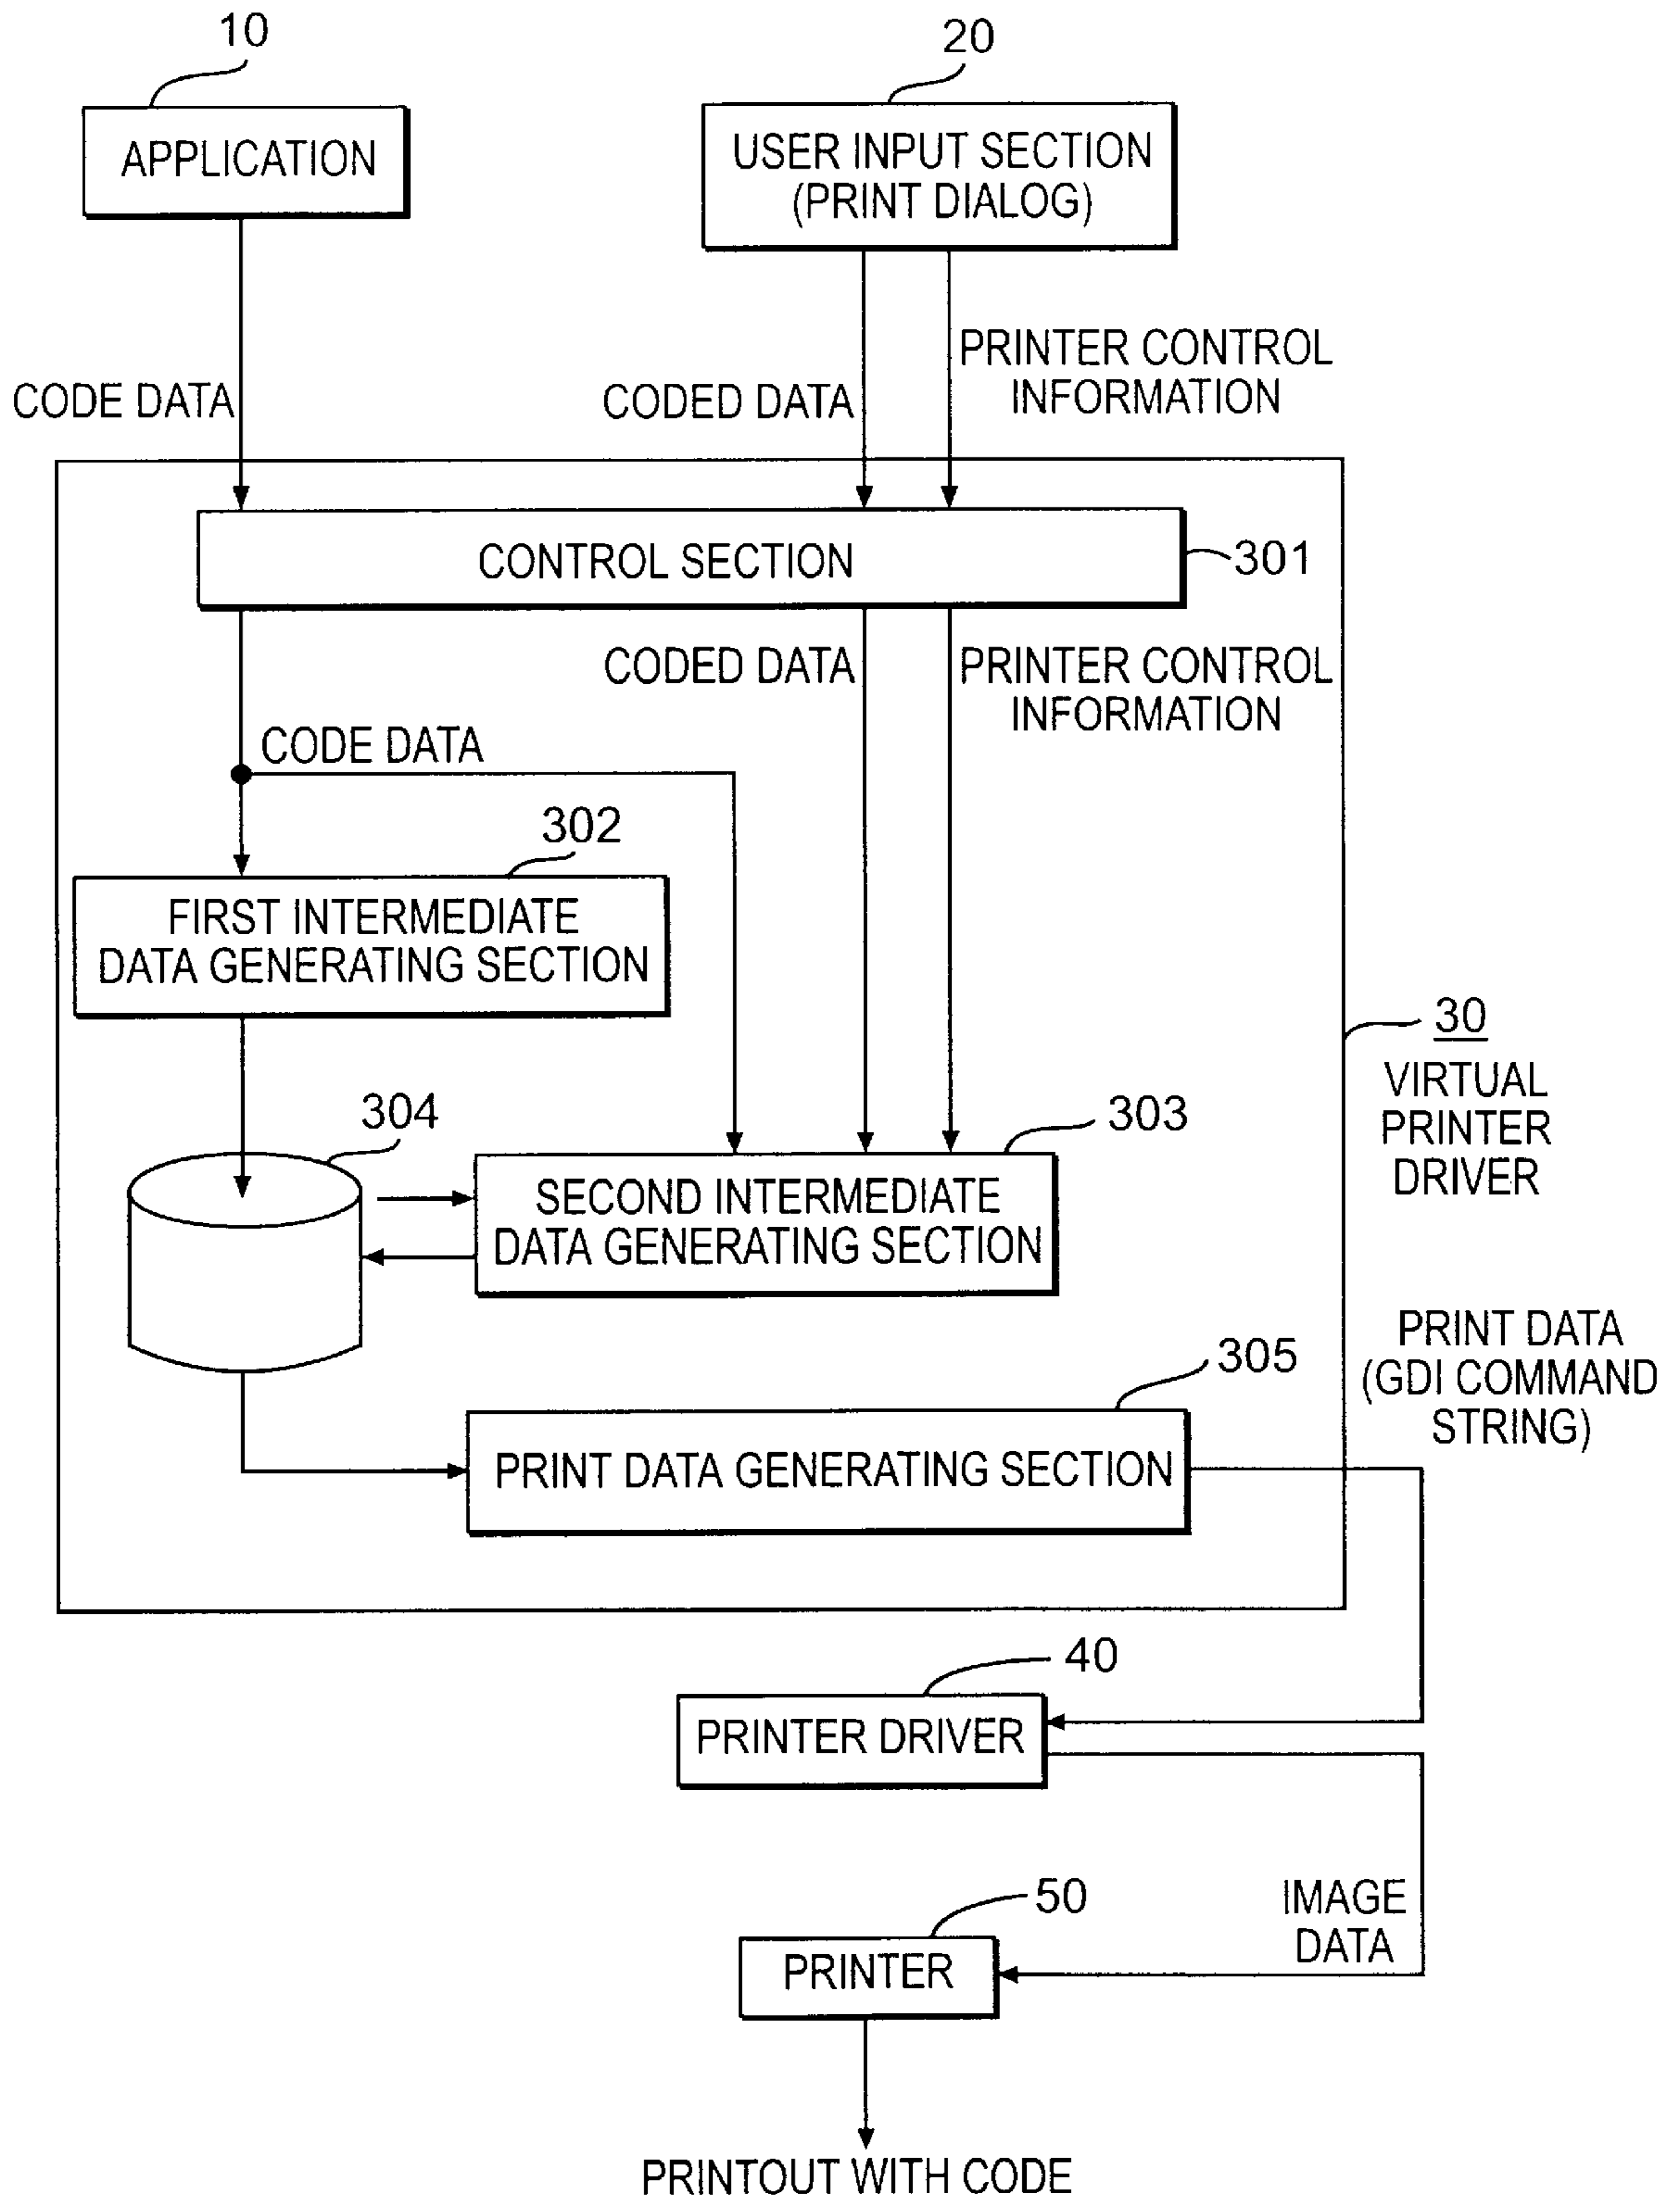 10
20
APPLICATION
USER INPUT SECTION
(PRINT DIALOG)
CODE DATA
CODED DATA
PRINTER CONTROL
INFORMATION
CONTROL SECTION
301
CODED DATA
PRINTER CONTROL
INFORMATION
CODE DATA
302
FIRST INTERMEDIATE
DATA GENERATING SECTION
30
VIRTUAL
PRINTER
DRIVER
304
303
SECOND INTERMEDIATE
DATA GENERATING SECTION
PRINT DATA
(GDI COMMAND
STRING)
305
PRINT DATA GENERATING SECTION
40
PRINTER DRIVER
50
IMAGE
DATA
PRINTER
PRINTOUT WITH CODE